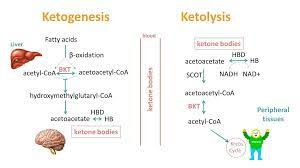 Ketogenesis
Liver
Fatty acids
β-oxidation
BKT
acetyl-CoA
acetoacetyl-CoA
hydroxymethylglutaryl-CoA
HBD
acetoacetate
HB
ketone bodies
blood
ketone bodies
Ketolysis
ketone bodies
HBD
acetoacetate
HB
SCOT
NADH
NAD+
acetoacetyl-CoA
BKT
acetyl-CoA
Peripheral
tissues
Krebs
Cycle